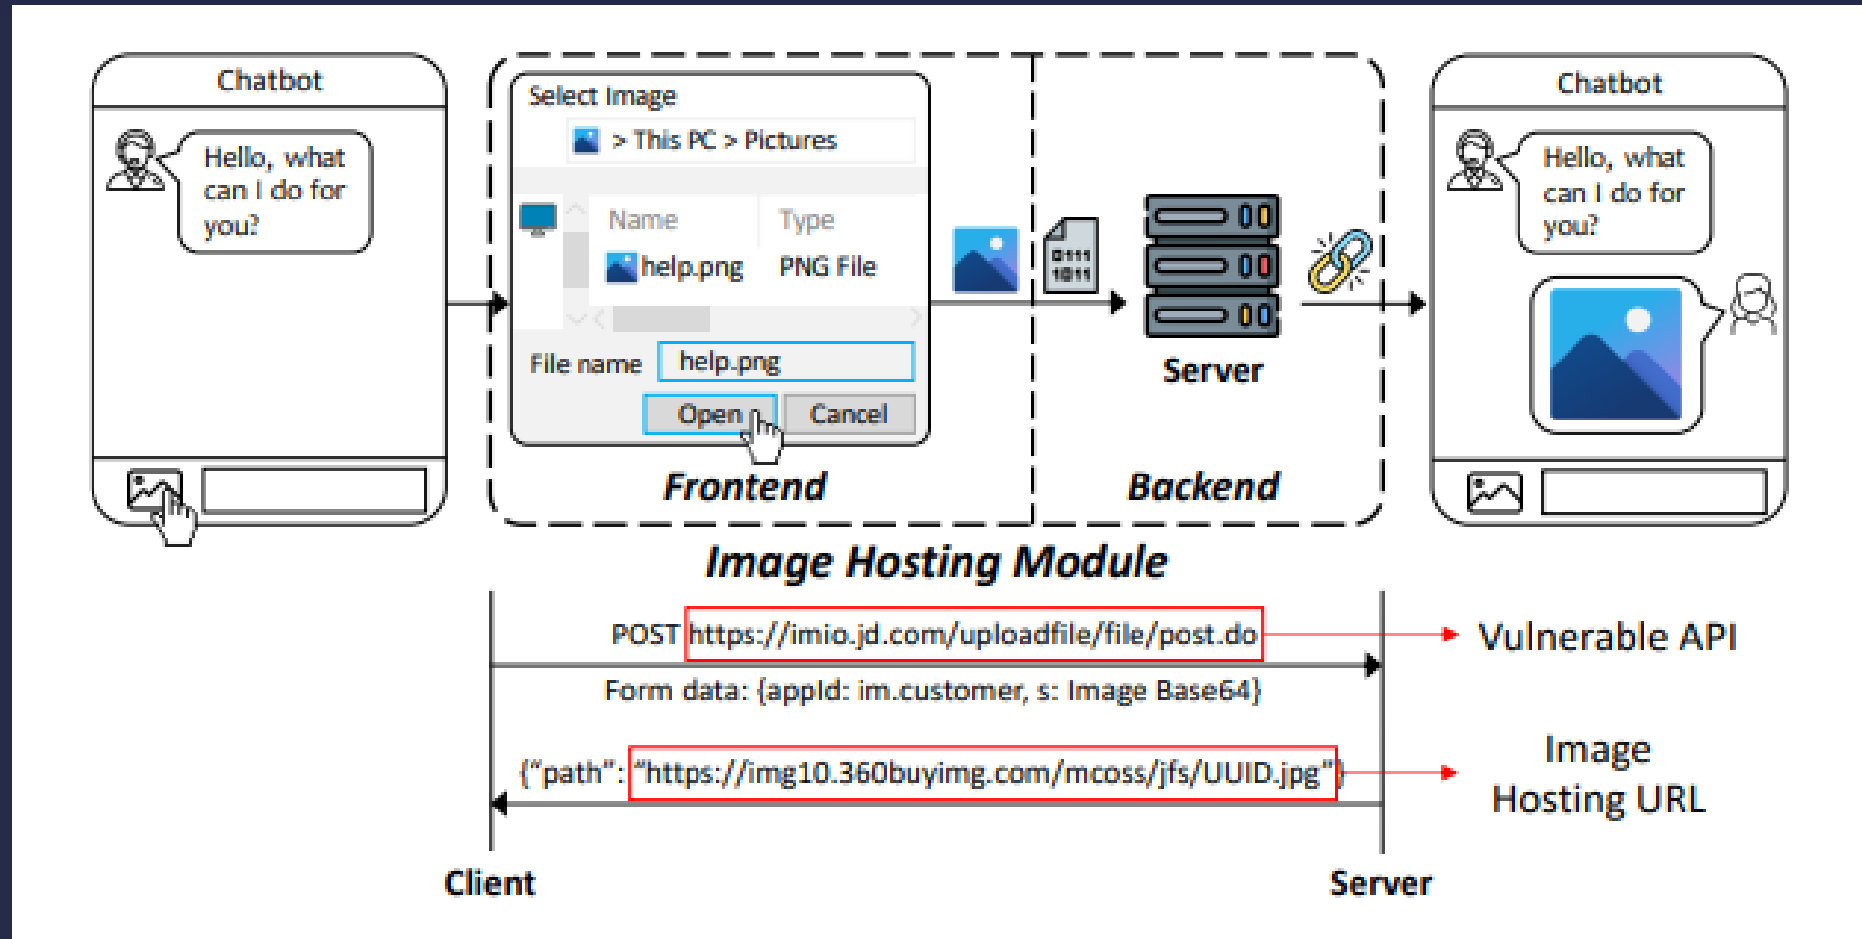 Chatbot
Hello, what
can I do for
you?
Select Image
> This PC > Pictures
Name Type
help.png PNG File
File name help.png
Open Cancel
Frontend
0111
1011
Server
Backend
Chatbot
Hello, what
can I do for
you?
Image Hosting Module
POST https://imio.jd.com/uploadfile/file/post.do
Vulnerable API
Form data: {appId: im.customer, s: Image Base64}
{"path": "https://img10.360buyimg.com/mcoss/jfs/UUID.jpg"}
Image
Hosting URL
Client
Server